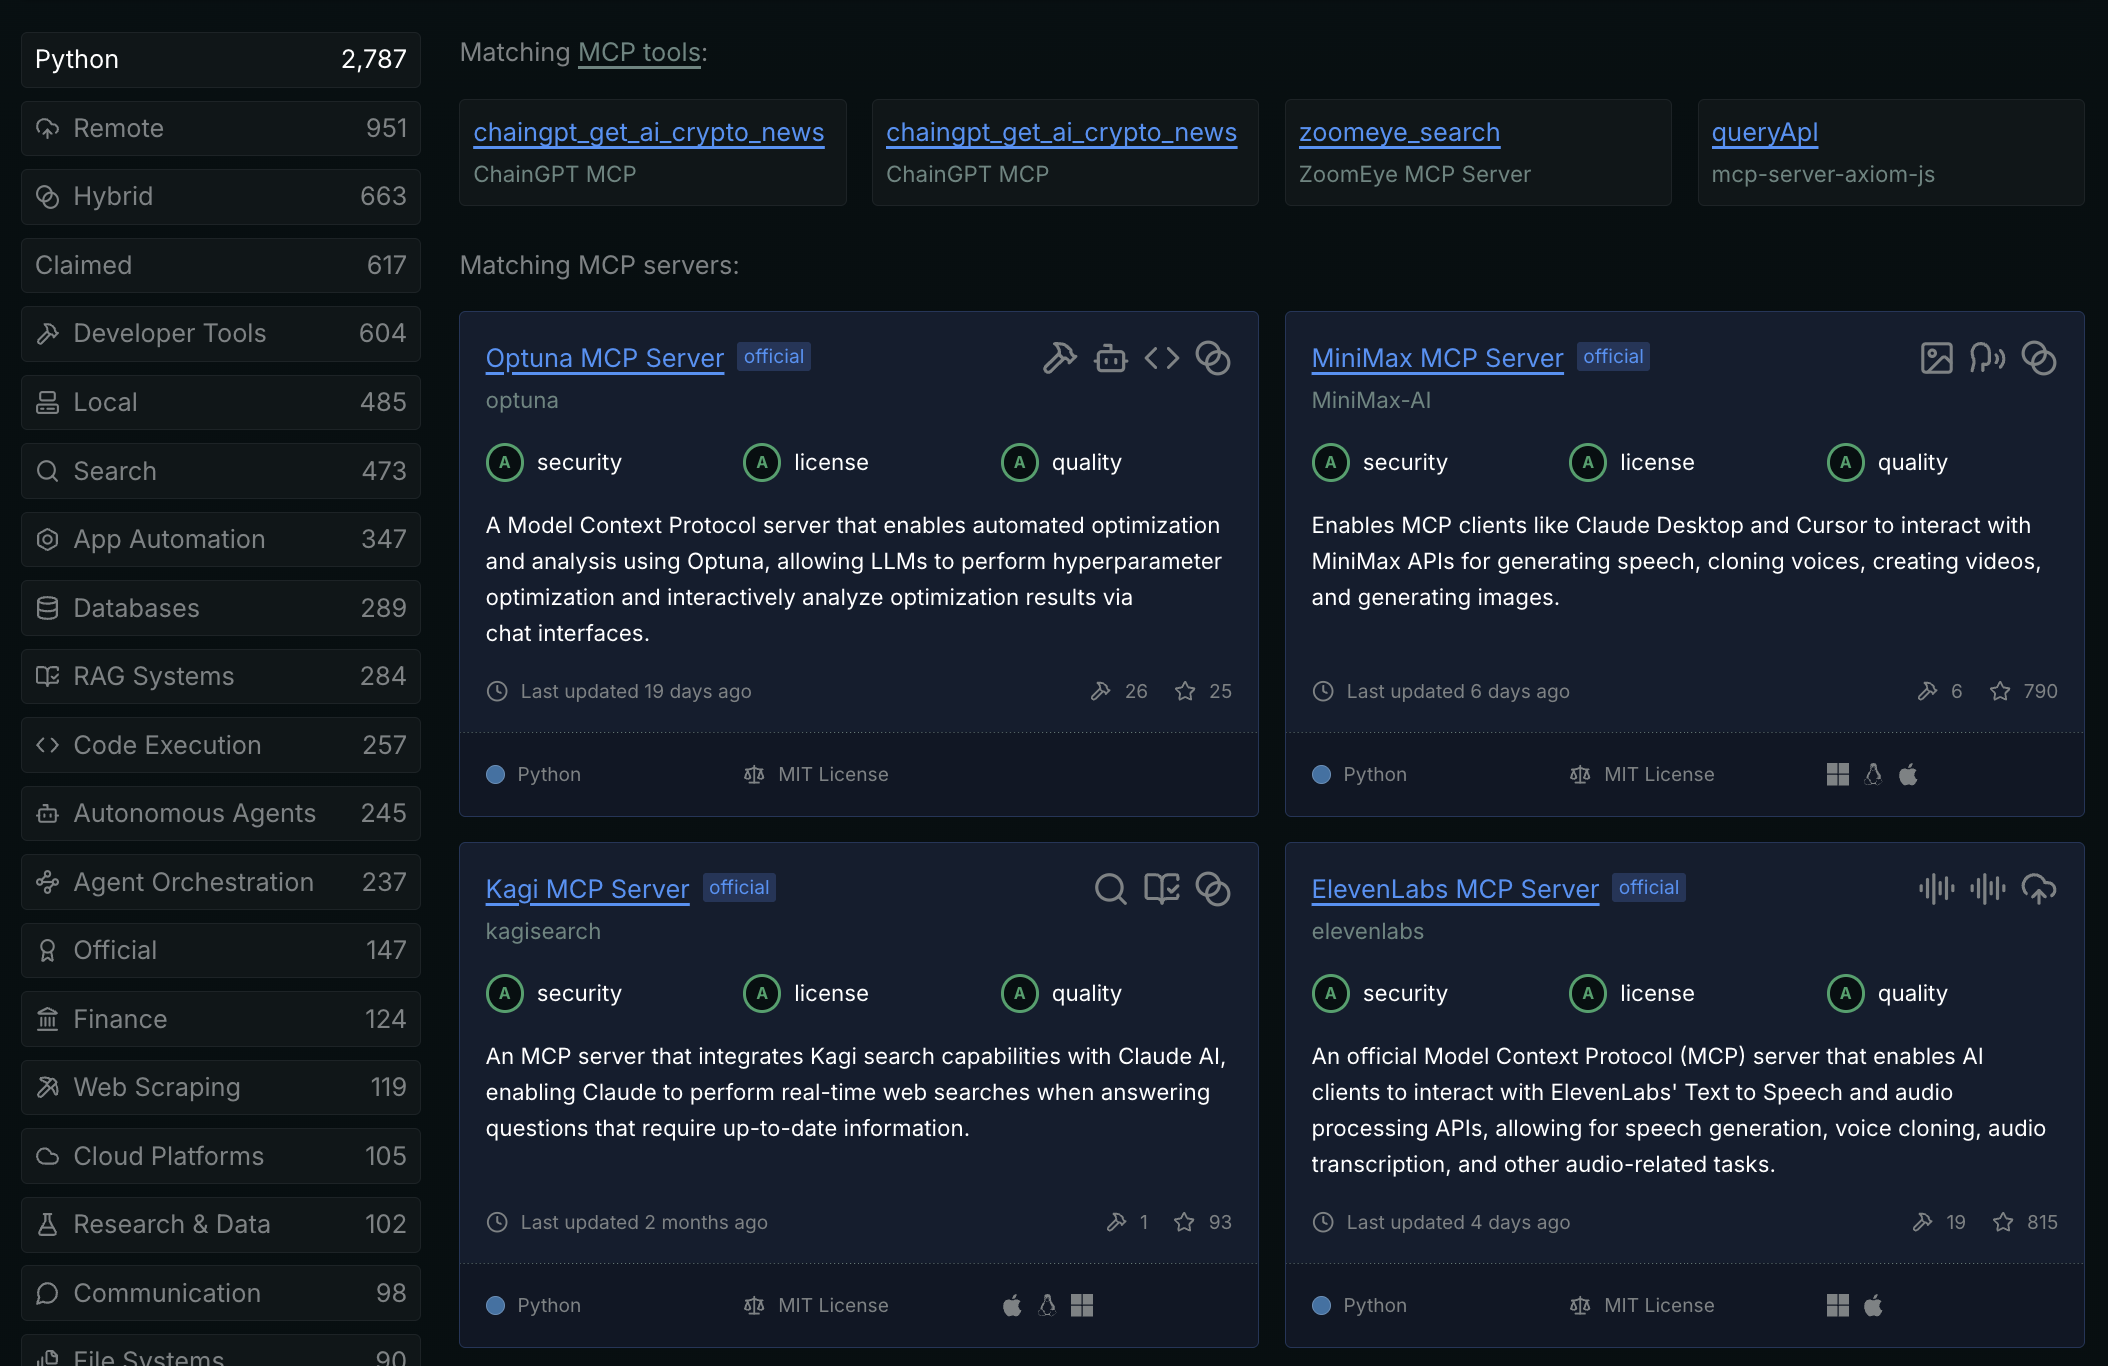 Python 2,787
Remote 951
Hybrid 663
Claimed 617
Developer Tools 604
Local 485
Search 473
App Automation 347
Databases 289
RAG Systems 284
Code Execution 257
Autonomous Agents 245
Agent Orchestration 237
Official 147
Finance 124
Web Scraping 119
Cloud Platforms 105
Research & Data 102
Communication 98
File Systems 90
Matching MCP tools:
chaingpt_get_ai_crypto_news
ChainGPT MCP
chaingpt_get_ai_crypto_news
ChainGPT MCP
zoomeye_search
ZoomEye MCP Server
queryApl
mcp-server-axiom-js
Matching MCP servers:
Optuna MCP Server official
optuna
A security A license A quality
A Model Context Protocol server that enables automated optimization
and analysis using Optuna, allowing LLMs to perform hyperparameter
optimization and interactively analyze optimization results via
chat interfaces.
Last updated 19 days ago 26 25
Python MIT License
MiniMax MCP Server official
MiniMax-AI
A security A license A quality
Enables MCP clients like Claude Desktop and Cursor to interact with
MiniMax APIs for generating speech, cloning voices, creating videos,
and generating images.
Last updated 6 days ago 6 790
Python MIT License
Kagi MCP Server official
kagisearch
A security A license A quality
An MCP server that integrates Kagi search capabilities with Claude AI,
enabling Claude to perform real-time web searches when answering
questions that require up-to-date information.
Last updated 2 months ago 1 93
Python MIT License
ElevenLabs MCP Server official
elevenlabs
A security A license A quality
An official Model Context Protocol (MCP) server that enables AI
clients to interact with ElevenLabs' Text to Speech and audio
processing APIs, allowing for speech generation, voice cloning, audio
transcription, and other audio-related tasks.
Last updated 4 days ago 19 815
Python MIT License